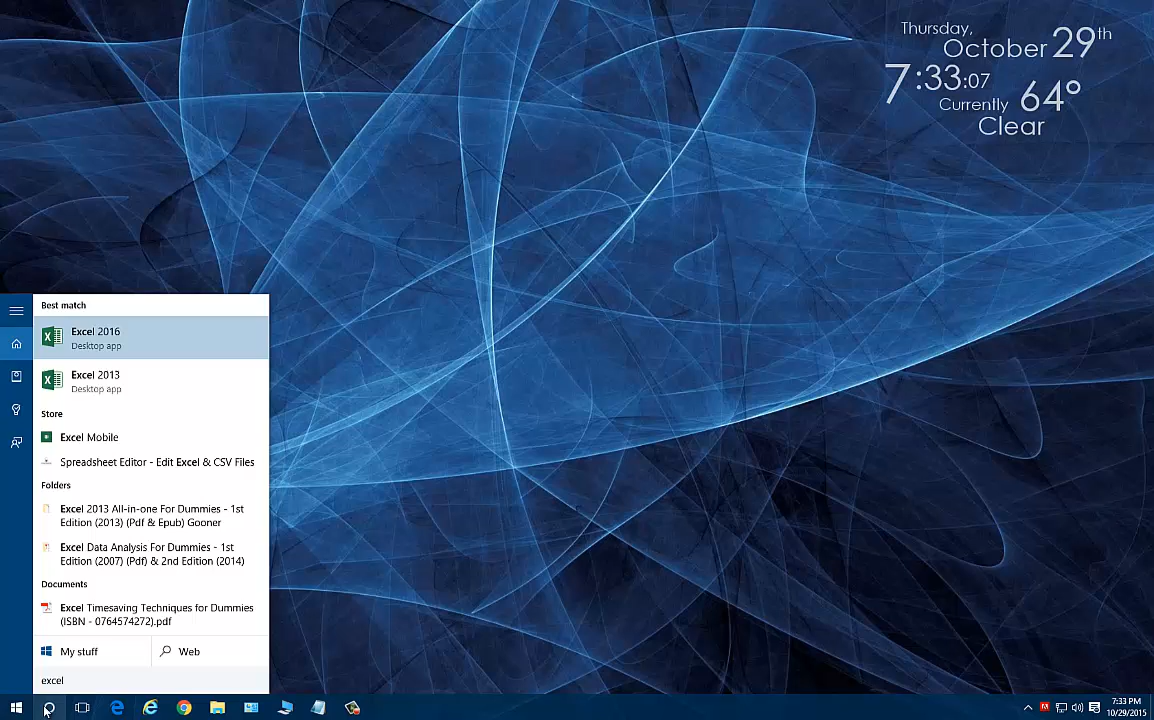 Thursday,
October 29th
7:33:07
Currently 64°
Clear
Best match
Excel 2016
Desktop app
Excel 2013
Desktop app
Store
Excel Mobile
Spreadsheet Editor - Edit Excel & CSV Files
Folders
Excel 2013 All-in-one For Dummies - 1st
Edition (2013) (Pdf & Epub) Gooner
Excel Data Analysis For Dummies - 1st
Edition (2007) (Pdf) & 2nd Edition (2014)
Documents
Excel Timesaving Techniques for Dummies
(ISBN - 0764574272).pdf
My stuff
Web
excel
7:33 PM
10/29/2015